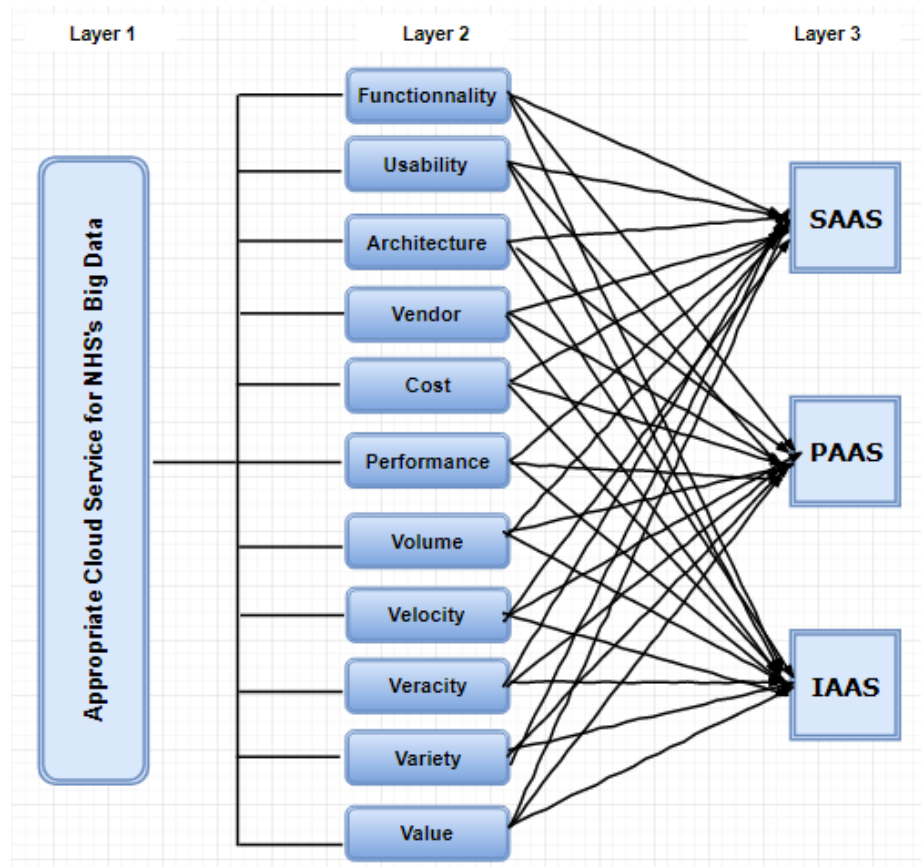 Layer 1
Layer 2
Layer 3
Appropriate Cloud Service for NHS's Big Data
Functionnality
Usability
Architecture
Vendor
Cost
Performance
Volume
Velocity
Veracity
Variety
Value
SAAS
PAAS
IAAS